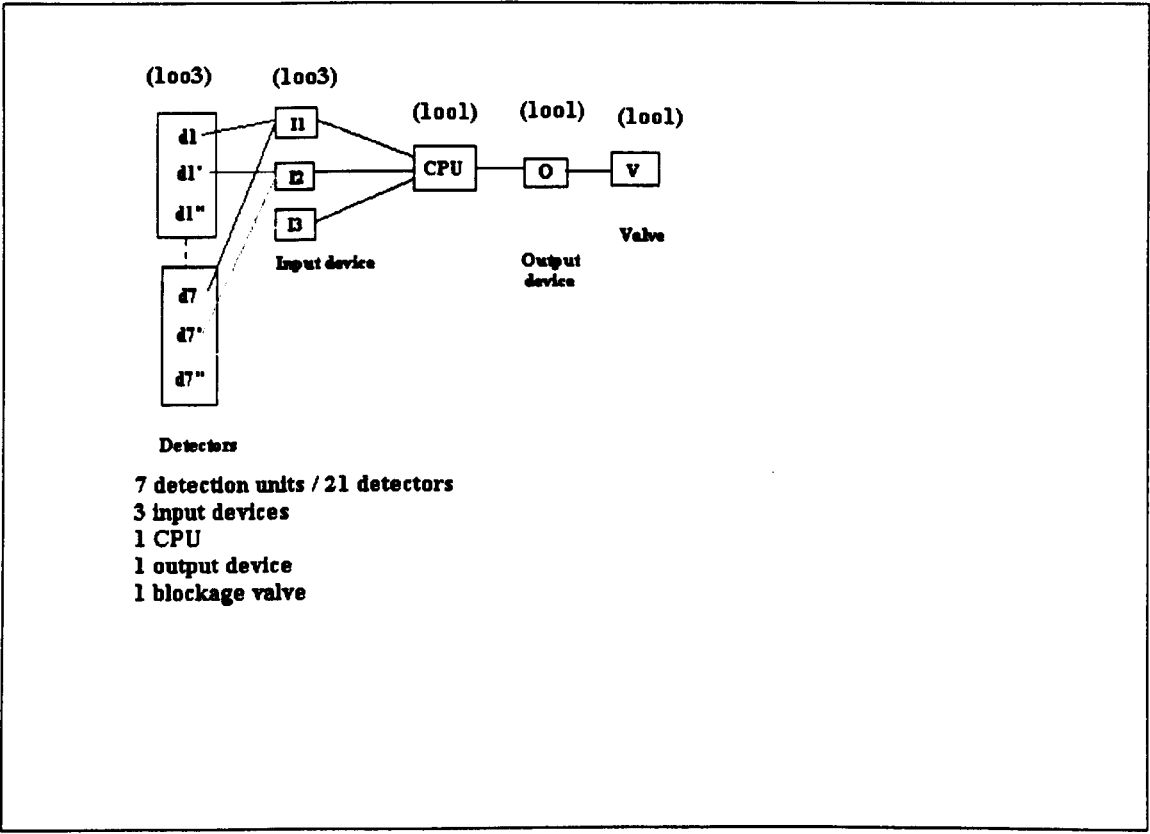 (1oo3) (1oo3)
(1oo1) (1oo1) (1oo1)
d1 I1
d1' I2 CPU O V
d1" I3
Valve
Input device Output
device
d7
d7'
d7"
Detectors
7 detection units / 21 detectors
3 input devices
1 CPU
1 output device
1 blockage valve